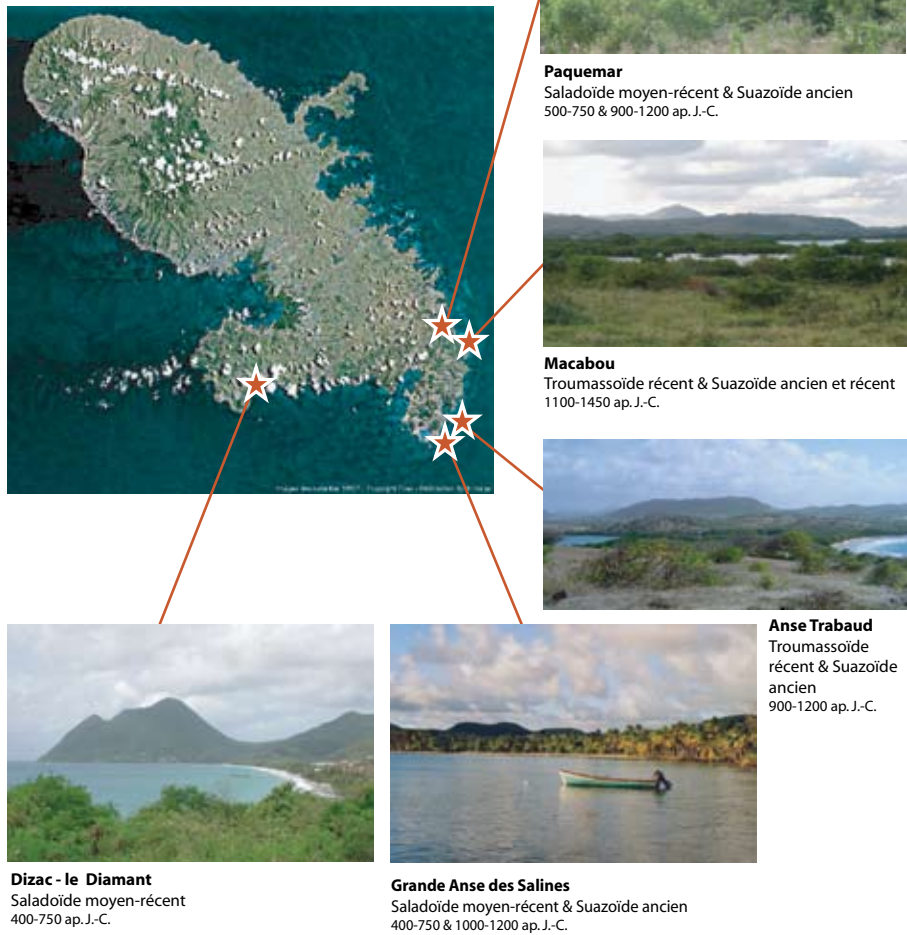 Paquemar
Saladoïde moyen-récent & Suazoïde ancien
500-750 & 900-1200 ap. J.-C.
Macabou
Troumassoïde récent & Suazoïde ancien et récent
1100-1450 ap. J.-C.
Anse Trabaud
Troumassoïde
récent & Suazoïde
ancien
900-1200 ap. J.-C.
Dizac - le Diamant
Saladoïde moyen-récent
400-750 ap. J.-C.
Grande Anse des Salines
Saladoïde moyen-récent & Suazoïde ancien
400-750 & 1000-1200 ap. J.-C.